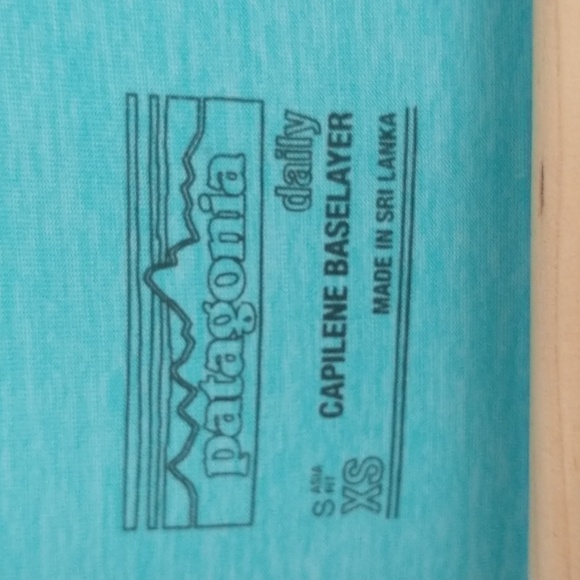 patagonia
daily
CAPILENE BASELAYER
MADE IN SRI LANKA
S ASIA FIT
XS